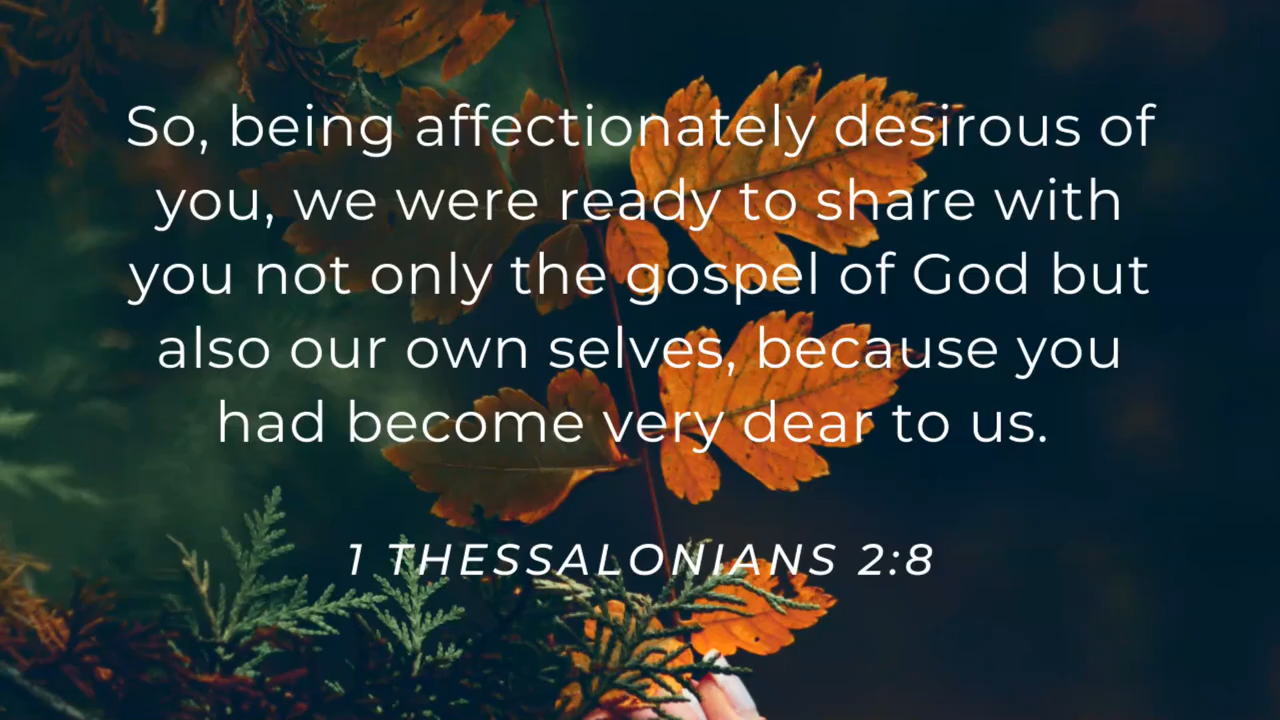 So, being affectionately desirous of
you, we were ready to share with
you not only the gospel of God but
also our own selves, because you
had become very dear to us.
1 THESSALONIANS 2:8